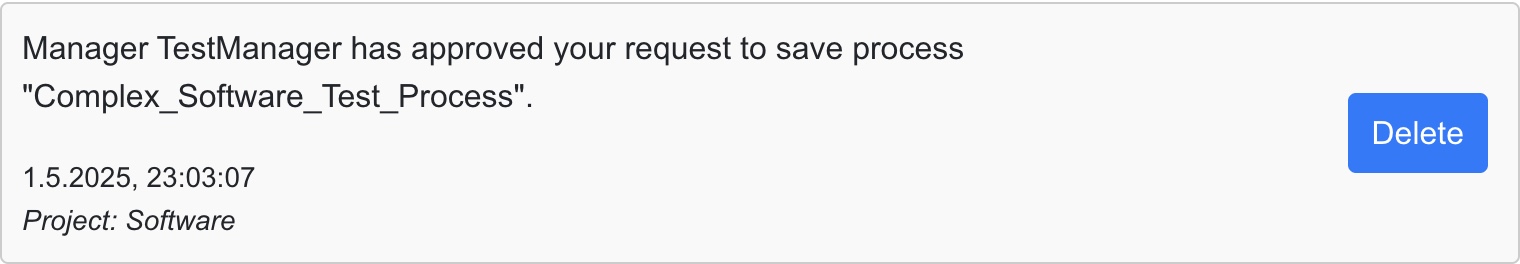 Manager TestManager has approved your request to save process
"Complex_Software_Test_Process".
Delete
1.5.2025, 23:03:07
Project: Software